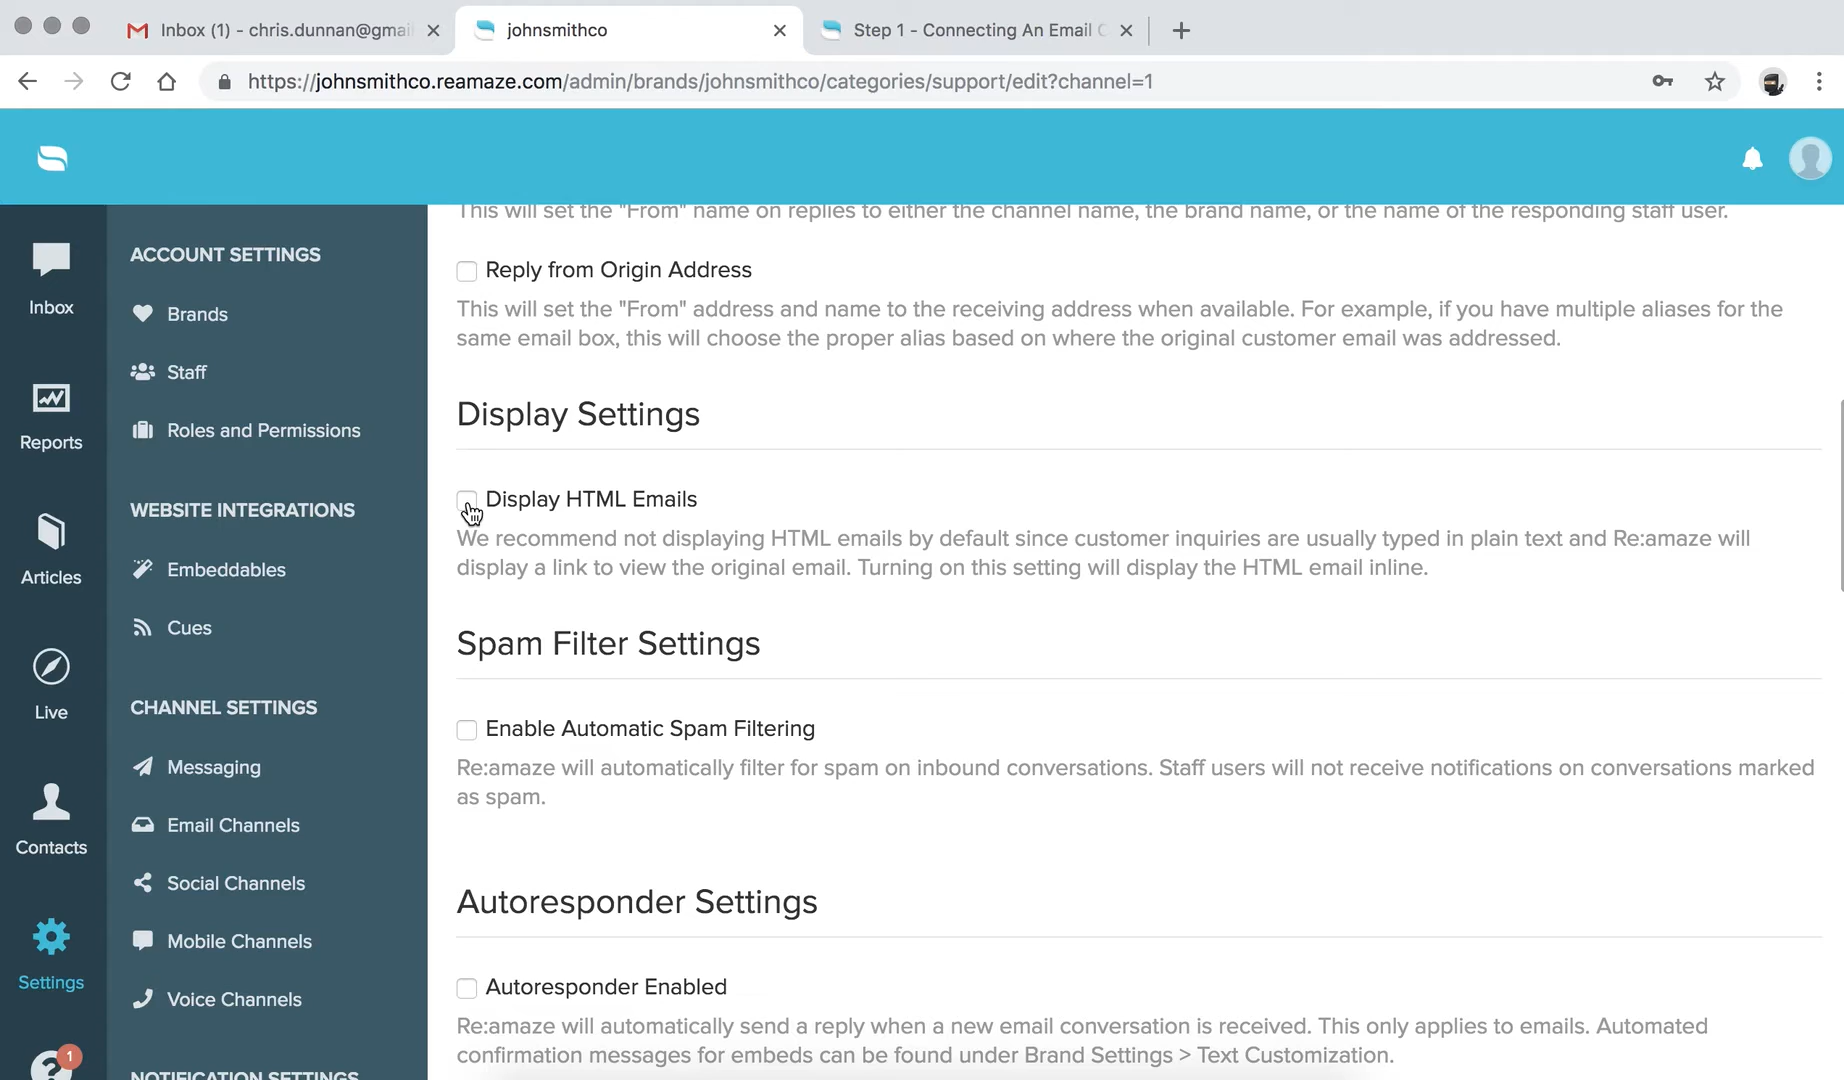 Inbox (1) - chris.dunnan@gmai
johnsmithco
Step 1 - Connecting An Email C
https://johnsmithco.reamaze.com/admin/brands/johnsmithco/categories/support/edit?channel=1
Inbox
Reports
Articles
Live
Contacts
Settings
1
ACCOUNT SETTINGS
Brands
Staff
Roles and Permissions
WEBSITE INTEGRATIONS
Embeddables
Cues
CHANNEL SETTINGS
Messaging
Email Channels
Social Channels
Mobile Channels
Voice Channels
NOTIFICATION SETTINGS
This will set the "From" name on replies to either the channel name, the brand name, or the name of the responding staff user.
Reply from Origin Address
This will set the "From" address and name to the receiving address when available. For example, if you have multiple aliases for the
same email box, this will choose the proper alias based on where the original customer email was addressed.
Display Settings
Display HTML Emails
We recommend not displaying HTML emails by default since customer inquiries are usually typed in plain text and Re:amaze will
display a link to view the original email. Turning on this setting will display the HTML email inline.
Spam Filter Settings
Enable Automatic Spam Filtering
Re:amaze will automatically filter for spam on inbound conversations. Staff users will not receive notifications on conversations marked
as spam.
Autoresponder Settings
Autoresponder Enabled
Re:amaze will automatically send a reply when a new email conversation is received. This only applies to emails. Automated
confirmation messages for embeds can be found under Brand Settings > Text Customization.